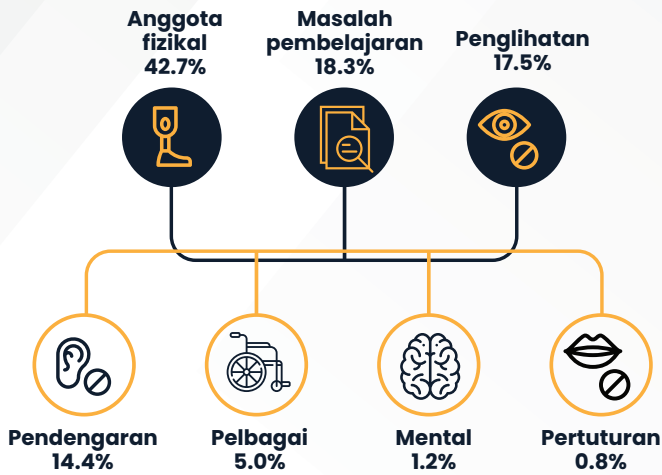 Anggota
fizikal
42.7%
Masalah
pembelajaran
18.3%
Penglihatan
17.5%
Pendengaran
14.4%
Pelbagai
5.0%
Mental
1.2%
Pertuturan
0.8%